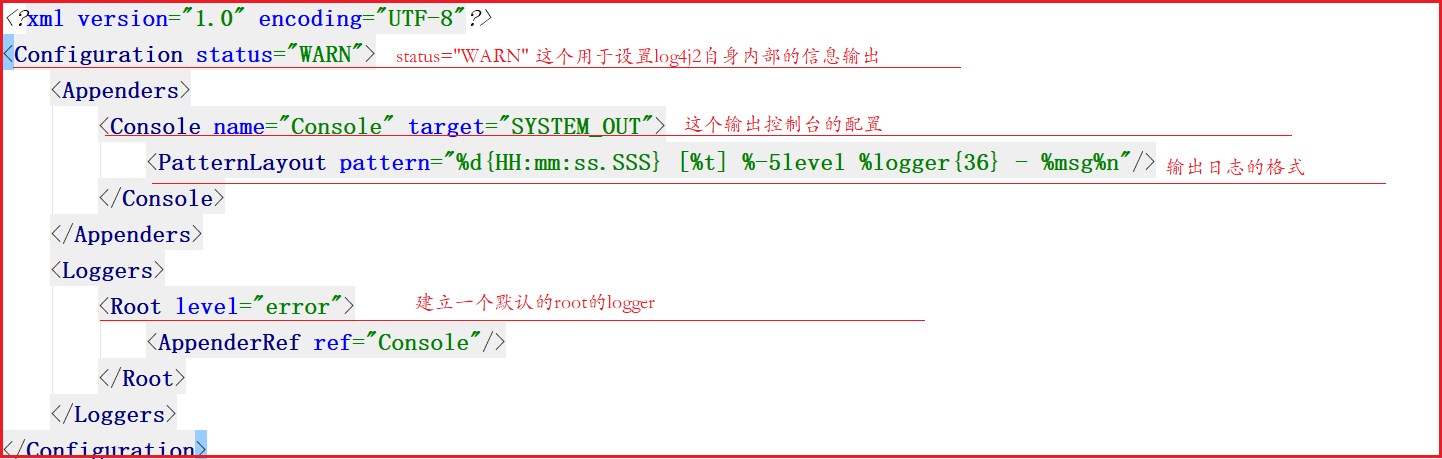 <?xml version="1.0" encoding="UTF-8"?>
<Configuration status="WARN"> status="WARN" 这个用于设置log4j2自身内部的信息输出
<Appenders>
<Console name="Console" target="SYSTEM_OUT"> 这个输出控制台的配置
<PatternLayout pattern="%d{HH:mm:ss.SSS} [%t] %-5level %logger{36} - %msg%n"/> 输出日志的格式
</Console>
</Appenders>
<Loggers>
<Root level="error"> 建立一个默认的root的logger
<AppenderRef ref="Console"/>
</Root>
</Loggers>
</Configuration>